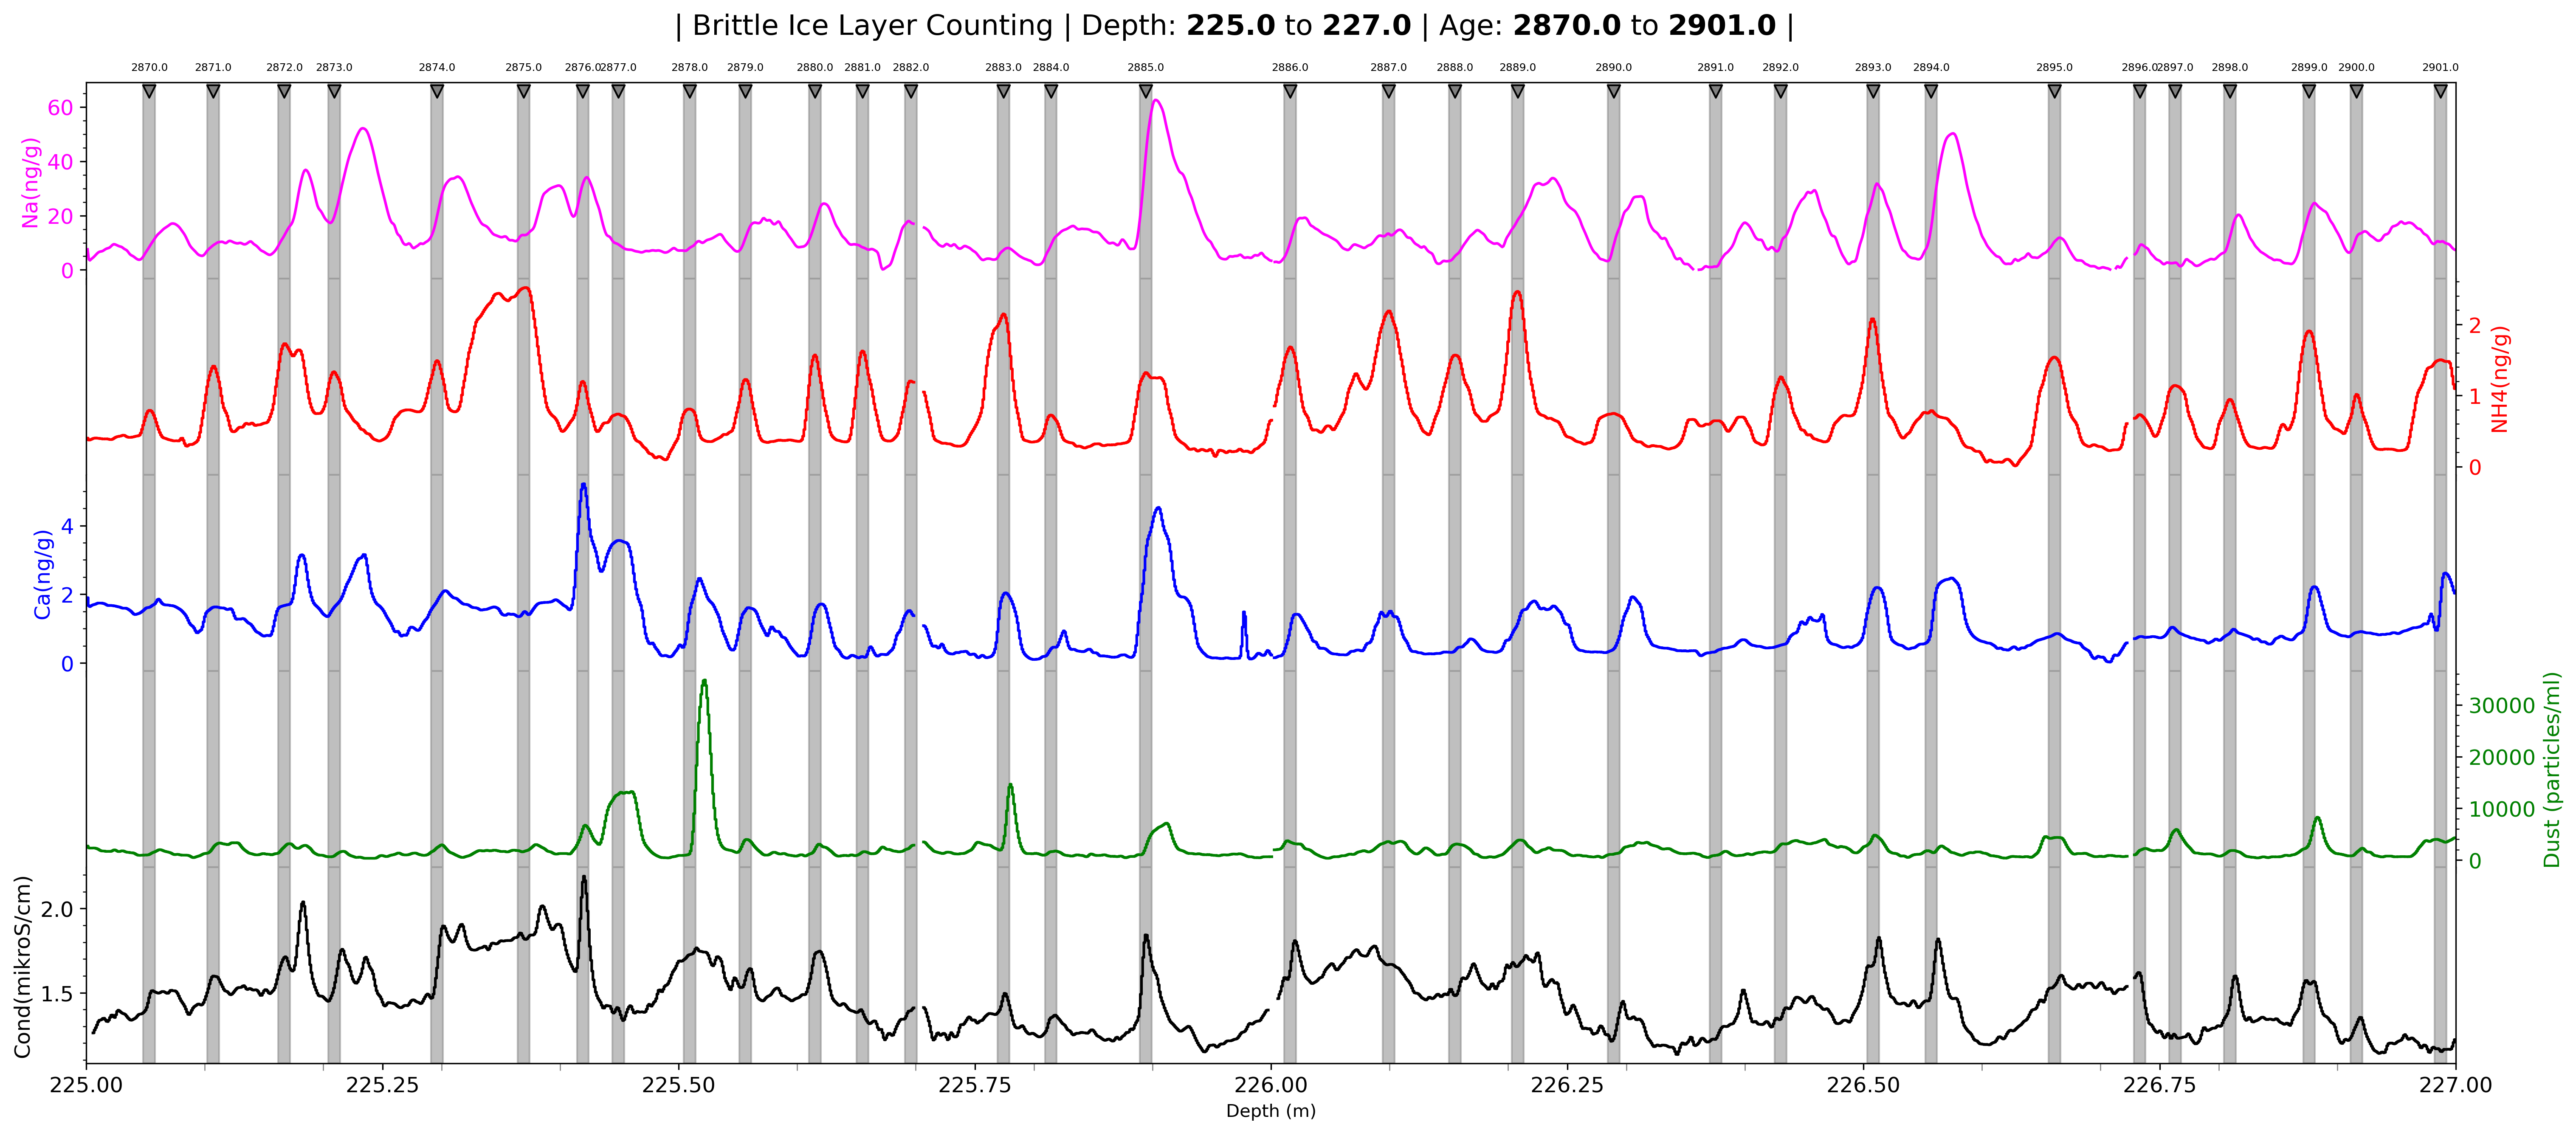 | Brittle Ice Layer Counting | Depth: 225.0 to 227.0 | Age: 2870.0 to 2901.0 |
2870.0 2871.0 2872.0 2873.0 2874.0 2875.0 2876.0 2877.0 2878.0 2879.0 2880.0 2881.0 2882.0 2883.0 2884.0 2885.0 2886.0 2887.0 2888.0 2889.0 2890.0 2891.0 2892.0 2893.0 2894.0 2895.0 2896.0 2897.0 2898.0 2899.0 2900.0 2901.0
Na(ng/g)
60
40
20
0
NH4(ng/g)
2
1
0
Ca(ng/g)
4
2
0
Dust (particles/ml)
30000
20000
10000
0
Cond(mikroS/cm)
2.0
1.5
225.00 225.25 225.50 225.75 226.00 226.25 226.50 226.75 227.00
Depth (m)